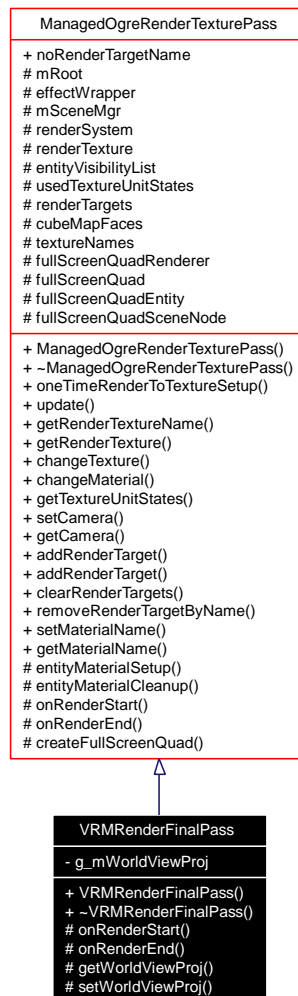 ManagedOgreRenderTexturePass
+ noRenderTargetName
# mRoot
# effectWrapper
# mSceneMgr
# renderSystem
# renderTexture
# entityVisibilityList
# usedTextureUnitStates
# renderTargets
# cubeMapFaces
# textureNames
# fullScreenQuadRenderer
# fullScreenQuad
# fullScreenQuadEntity
# fullScreenQuadSceneNode
+ ManagedOgreRenderTexturePass()
+ ~ManagedOgreRenderTexturePass()
+ oneTimeRenderToTextureSetup()
+ update()
+ getRenderTextureName()
+ getRenderTexture()
+ changeTexture()
+ changeMaterial()
+ getTextureUnitStates()
+ setCamera()
+ getCamera()
+ addRenderTarget()
+ addRenderTarget()
+ clearRenderTargets()
+ removeRenderTargetByName()
+ setMaterialName()
+ getMaterialName()
# entityMaterialSetup()
# entityMaterialCleanup()
# onRenderStart()
# onRenderEnd()
# createFullScreenQuad()
VRMRenderFinalPass
- g_mWorldViewProj
+ VRMRenderFinalPass()
+ ~VRMRenderFinalPass()
# onRenderStart()
# onRenderEnd()
# getWorldViewProj()
# setWorldViewProj()